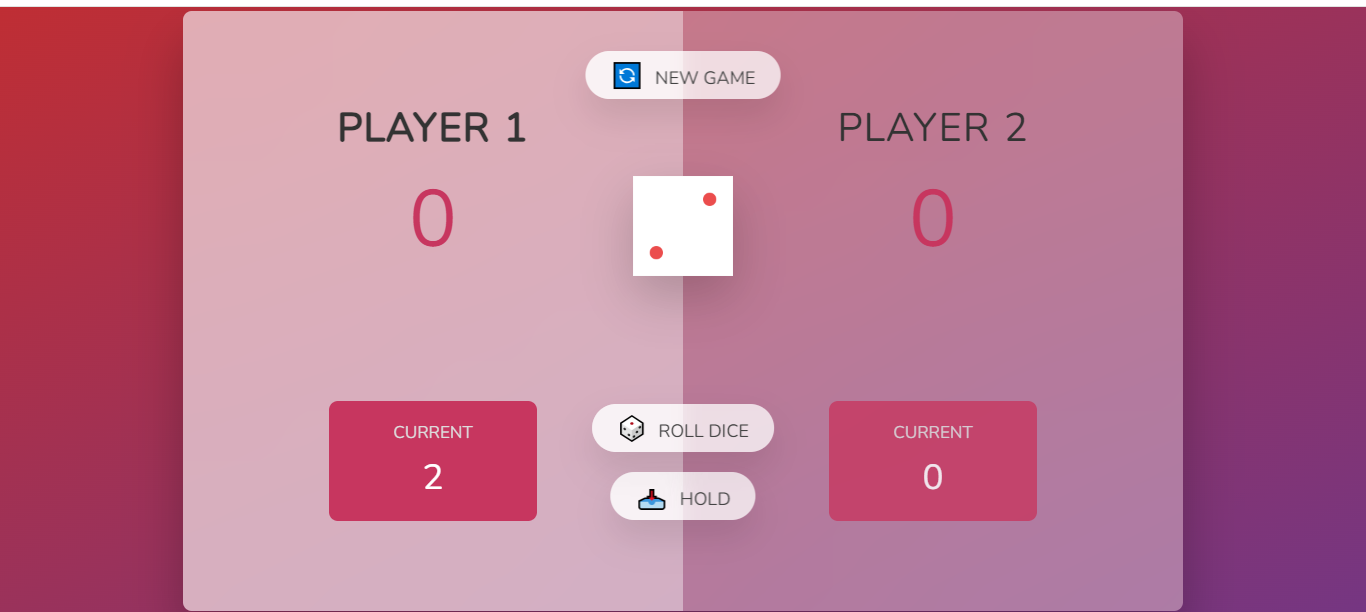 NEW GAME
PLAYER 1
0
PLAYER 2
0
CURRENT
2
ROLL DICE
HOLD
CURRENT
0